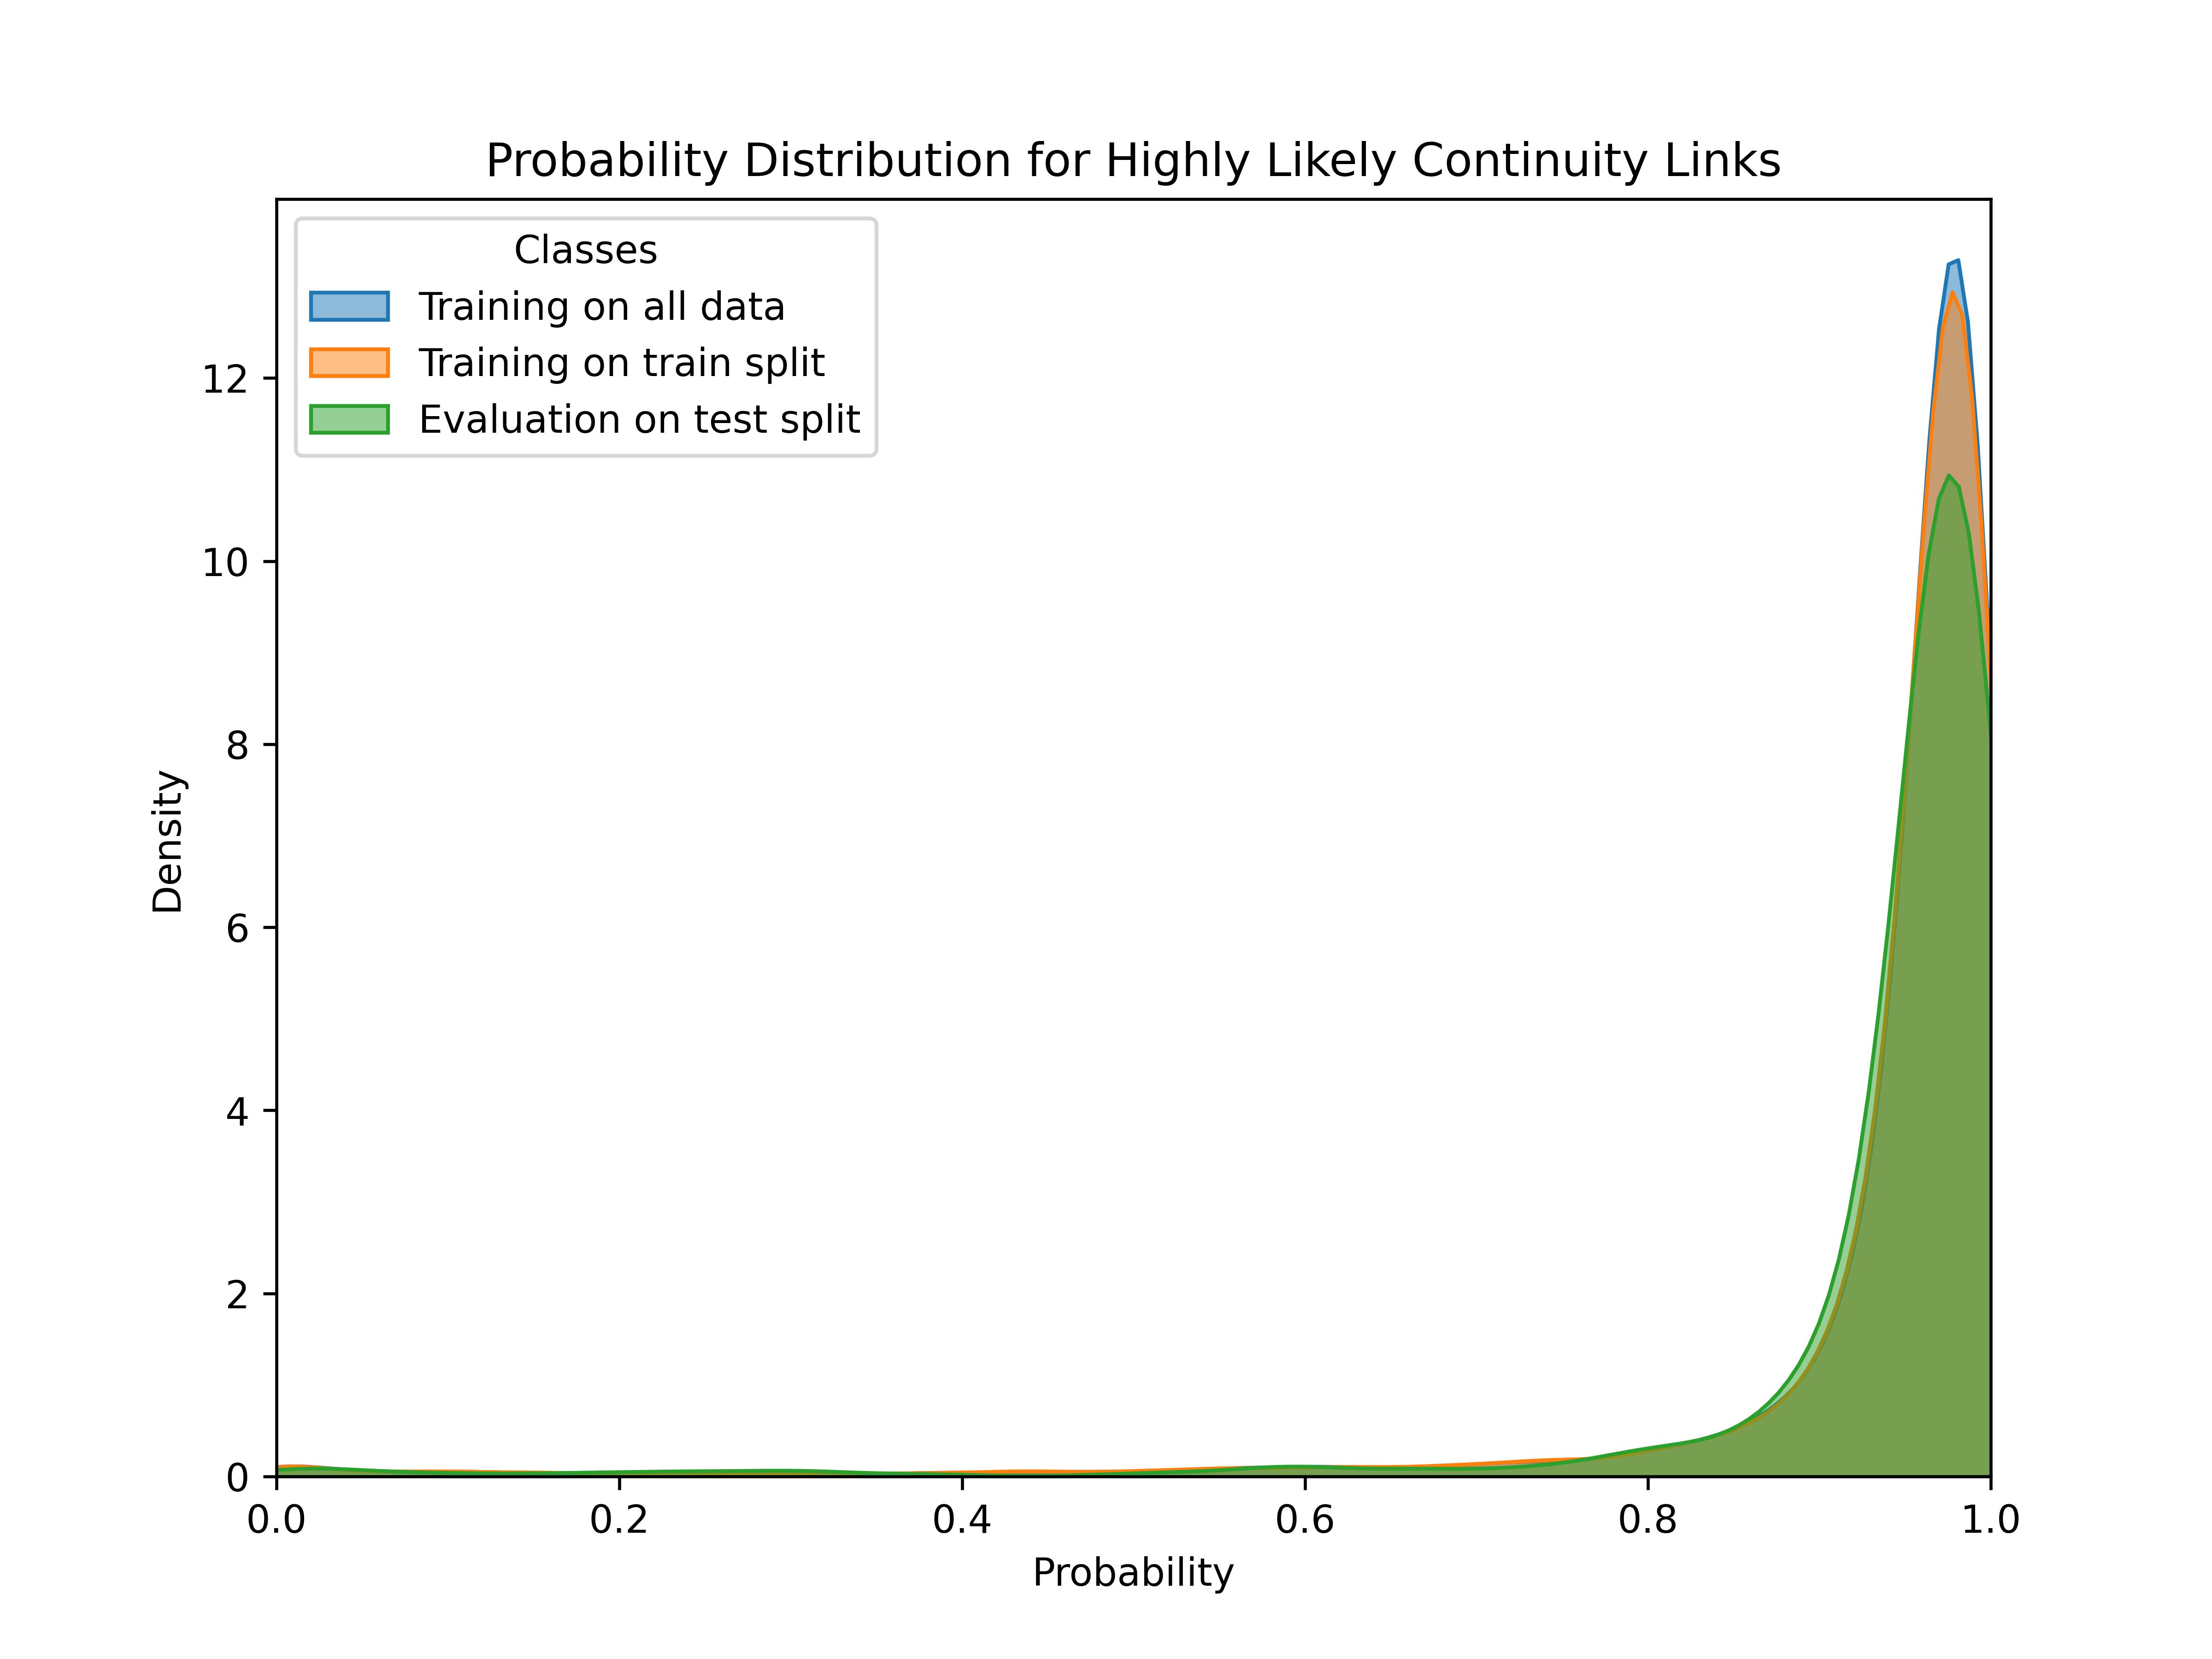 Probability Distribution for Highly Likely Continuity Links
Classes
Training on all data
Training on train split
Evaluation on test split
Density
12
10
8
6
4
2
0
0.0 0.2 0.4 0.6 0.8 1.0
Probability